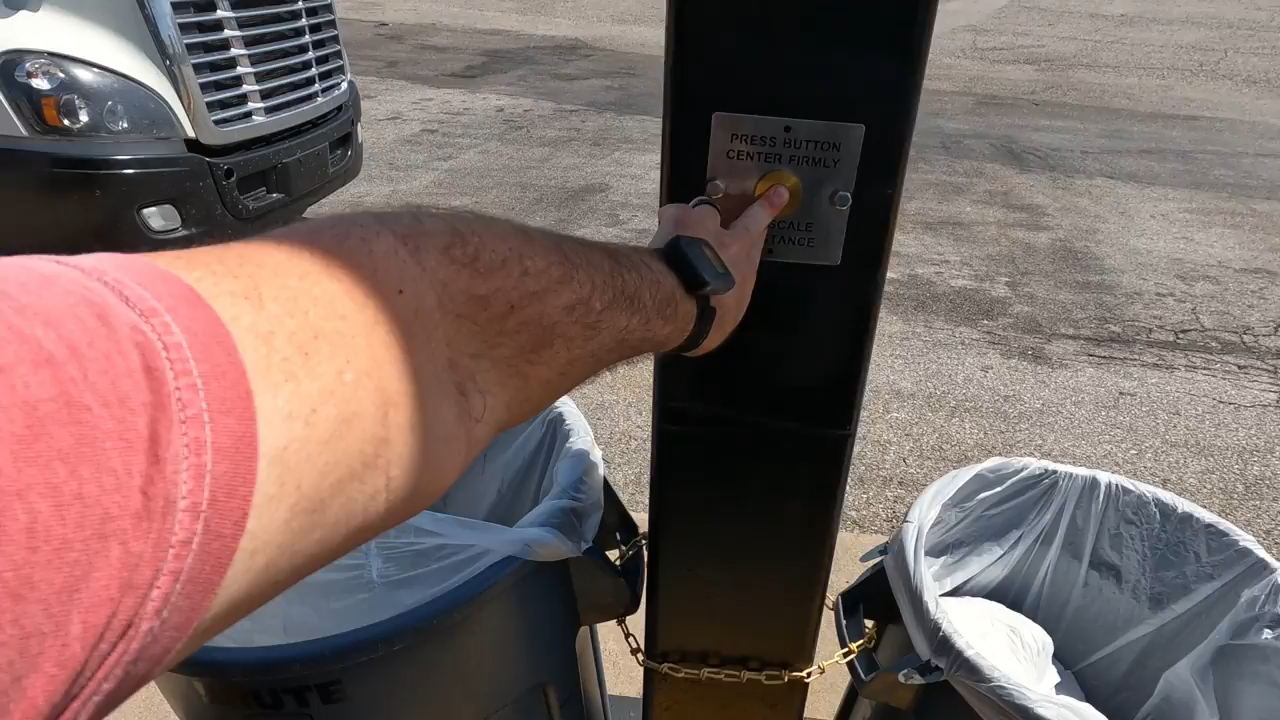 PRESS BUTTON
CENTER FIRMLY
SCALE
TANCE
UTE